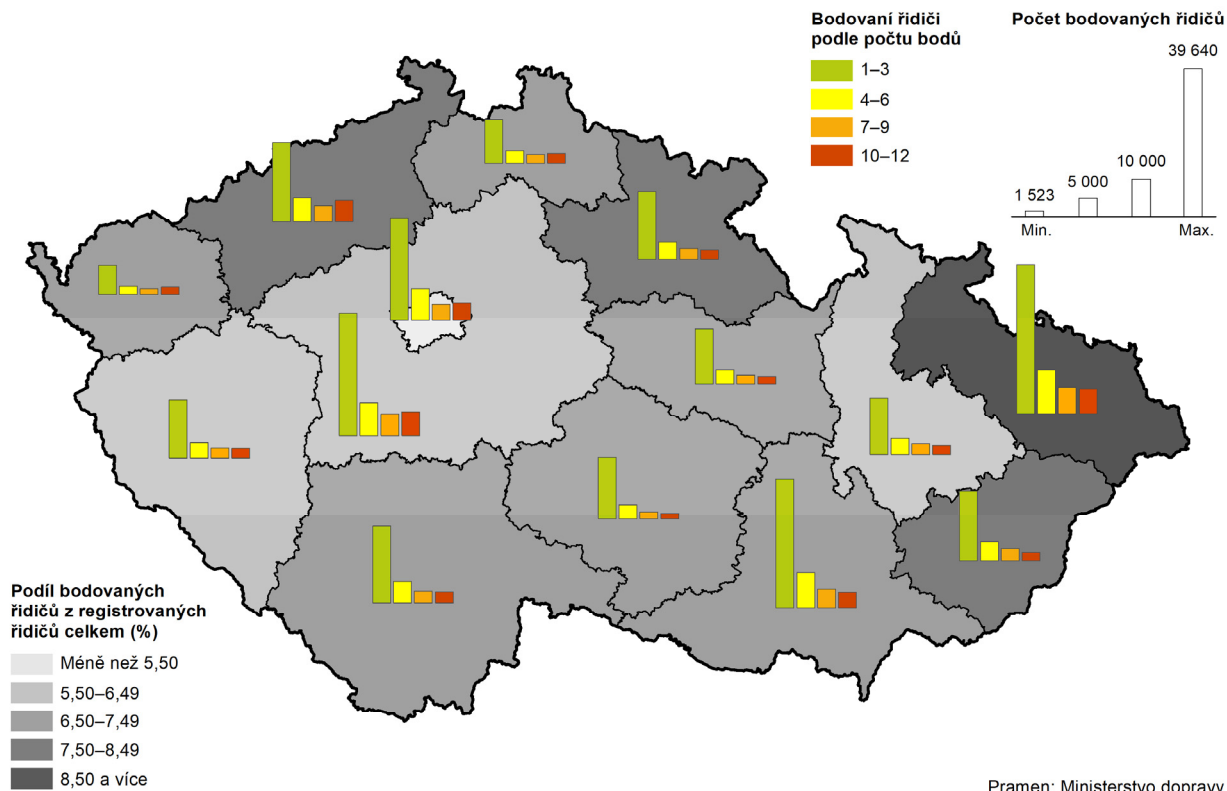 Bodovaní řidiči
podle počtu bodů
1–3
4–6
7–9
10–12
Počet bodovaných řidičů
39 640
10 000
5 000
1 523
Min.
Max.
Podíl bodovaných
řidičů z registrovaných
řidičů celkem (%)
Méně než 5,50
5,50–6,49
6,50–7,49
7,50–8,49
8,50 a více
Pramen: Ministerstvo dopravy